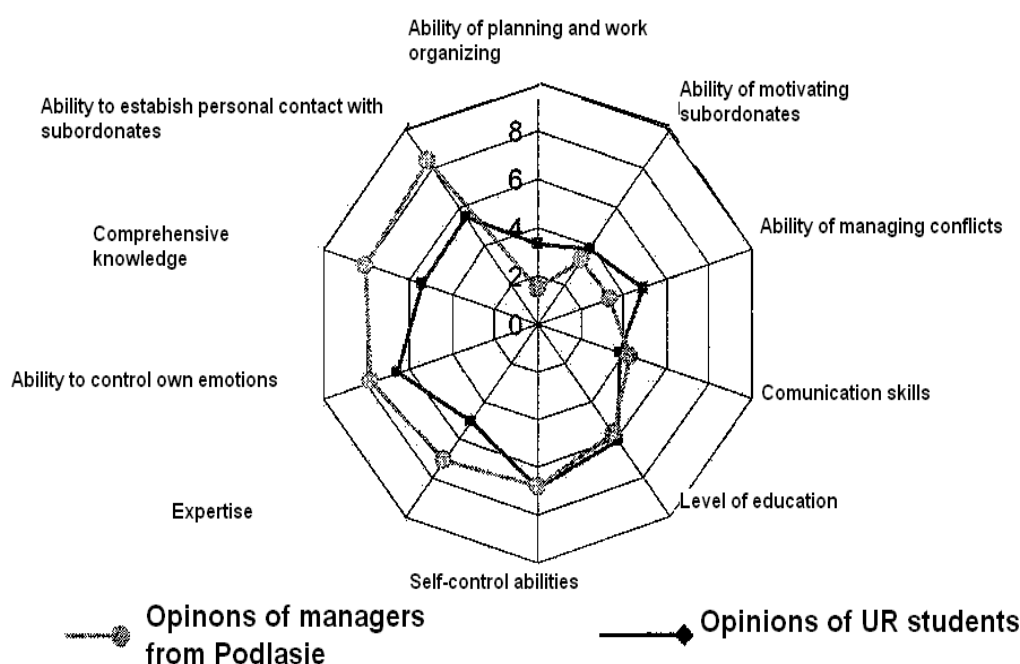 Ability of planning and work
organizing
Ability of motivating
subordonates
Ability to estabish personal contact with
subordonates
8
6
4
2
0
Ability of managing conflicts
Comprehensive
knowledge
Ability to control own emotions
Comunication skills
Expertise
Level of education
Self-control abilities
Opinons of managers
from Podlasie
Opinions of UR students